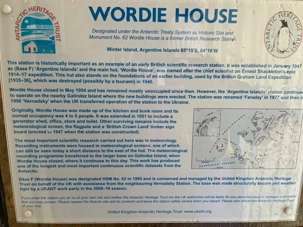 WORDIE HOUSE
ANTARCTIC HERITAGE TRUST
Designated under the Antarctic Treaty System as Historic Site and
Monument No. 62 Wordie House is a former British Research Station
Winter Island, Argentine Islands 65°15'S, 64°16'W
This station is historically important as an example of an early British scientific research station. It was established in January 1947
as (Base F) 'Argentine Islands' and the main hut, 'Wordie House', was named after the chief scientist on Ernest Shackleton's epic
1914-17 expedition. This hut also stands on the foundations of an earlier building, used by the British Graham Land Expedition
1935-36, which was destroyed (possibly by a tsunami) in 1946.
Wordie House closed in May 1954 and has remained mostly unoccupied since then. However, the 'Argentine Islands' station continued
to operate on the nearby Galindez Island where new buildings were erected. The station was renamed 'Faraday' in 1977 and then in
1996 'Vernadsky' when the UK transferred operation of the station to the Ukraine.
Originally, Wordie House was made up of the kitchen and bunk room and its
normal occupancy was 4 to 5 people. It was extended in 1951 to include a
generator shed, office, store and toilet. Other surviving remains include the
meteorological screen, the flagpole and a 'British Crown Land' timber sign
board (erected in 1947 when the station was constructed).
The most important scientific research carried out here was in meteorology.
Recording instruments were housed in meteorological screens, one of which
can still be seen today a short distance to the east of the hut. The meteorological
recording programme transferred to the larger base on Galindez Island, when
Wordie House closed, where it continues to this day. This work has produced
one of the longest and most important continuous scientific datasets from the
Antarctic.
Base F (Wordie House) was designated HSM No. 62 in 1995 and is conserved and managed by the United Kingdom Antarctic Heritage
Trust on behalf of the UK with assistance from the neighbouring Vernadsky Station. The base was made structurally secure and weather
tight by a UKAHT work party in the 2009-10 season.
United Kingdom Antarctic Heritage Trust: www.ukaht.org